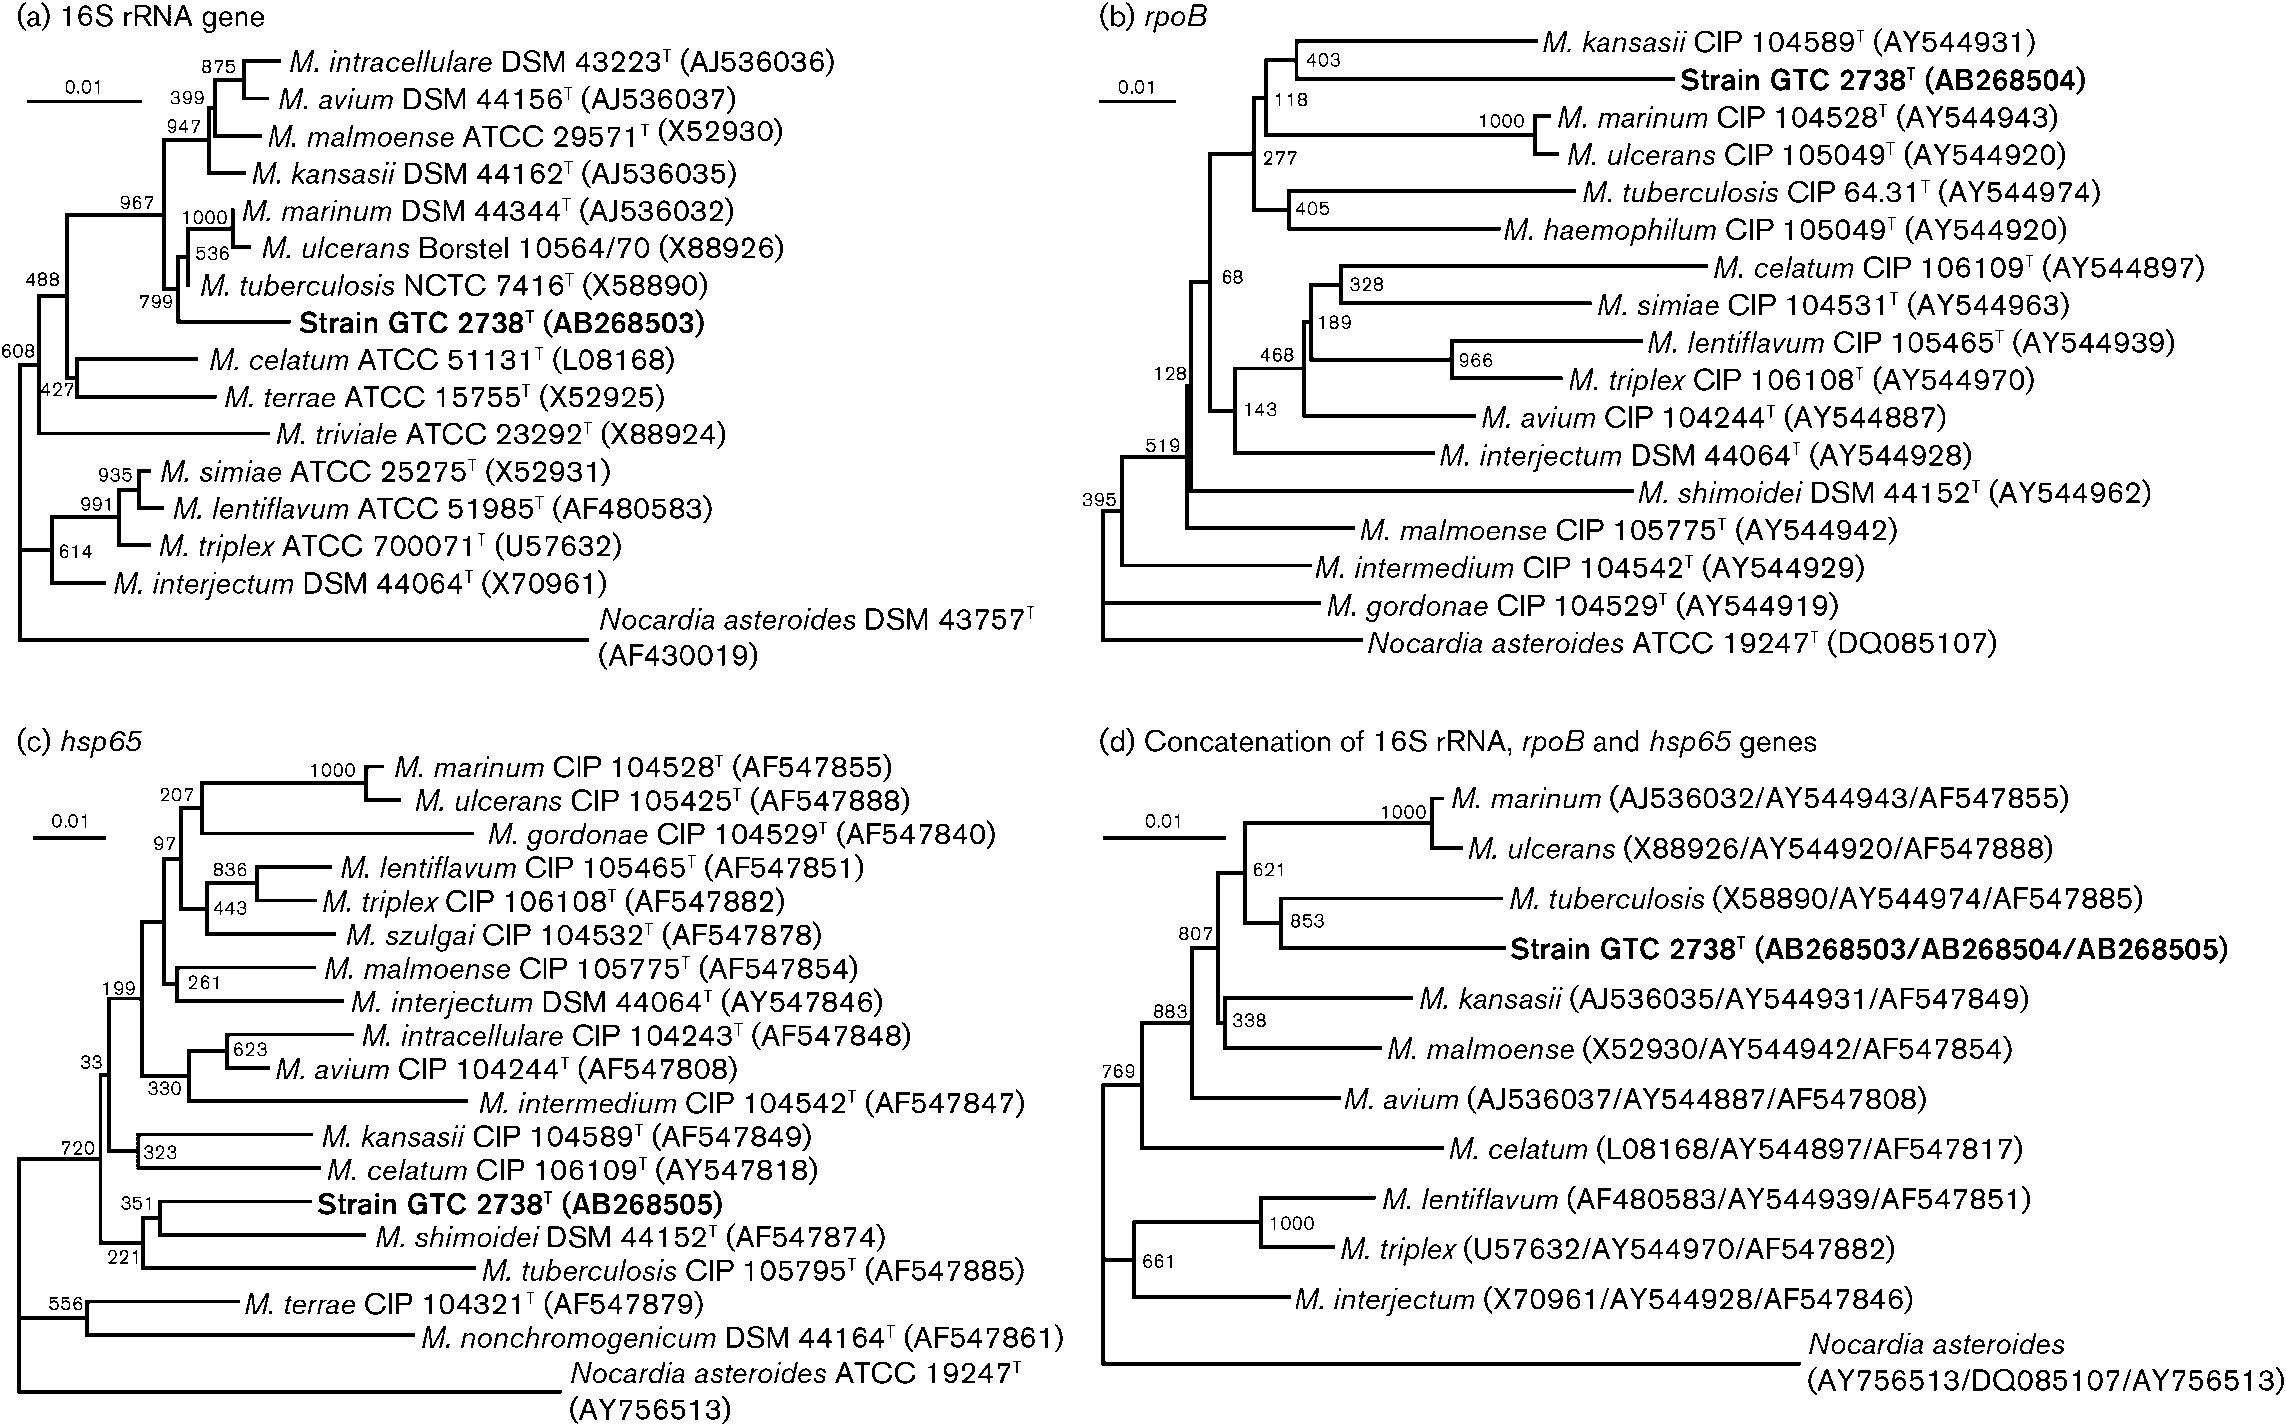 (a) 16S rRNA gene
0.01
875
M. intracellulare DSM 43223ᵀ (AJ536036)
399
M. avium DSM 44156ᵀ (AJ536037)
947
M. malmoense ATCC 29571ᵀ (X52930)
M. kansasii DSM 44162ᵀ (AJ536035)
967
1000
M. marinum DSM 44344ᵀ (AJ536032)
536
M. ulcerans Borstel 10564/70 (X88926)
488
799
M. tuberculosis NCTC 7416ᵀ (X58890)
Strain GTC 2738ᵀ (AB268503)
608
M. celatum ATCC 51131ᵀ (L08168)
427
M. terrae ATCC 15755ᵀ (X52925)
M. triviale ATCC 23292ᵀ (X88924)
935
M. simiae ATCC 25275ᵀ (X52931)
991
M. lentiflavum ATCC 51985ᵀ (AF480583)
614
M. triplex ATCC 700071ᵀ (U57632)
M. interjectum DSM 44064ᵀ (X70961)
Nocardia asteroides DSM 43757ᵀ
(AF430019)
(b) rpoB
0.01
M. kansasii CIP 104589ᵀ (AY544931)
403
Strain GTC 2738ᵀ (AB268504)
118
1000
M. marinum CIP 104528ᵀ (AY544943)
277
M. ulcerans CIP 105049ᵀ (AY544920)
M. tuberculosis CIP 64.31ᵀ (AY544974)
405
M. haemophilum CIP 105049ᵀ (AY544920)
68
M. celatum CIP 106109ᵀ (AY544897)
328
M. simiae CIP 104531ᵀ (AY544963)
189
M. lentiflavum CIP 105465ᵀ (AY544939)
468
966
128
M. triplex CIP 106108ᵀ (AY544970)
143
M. avium CIP 104244ᵀ (AY544887)
519
M. interjectum DSM 44064ᵀ (AY544928)
395
M. shimoidei DSM 44152ᵀ (AY544962)
M. malmoense CIP 105775ᵀ (AY544942)
M. intermedium CIP 104542ᵀ (AY544929)
M. gordonae CIP 104529ᵀ (AY544919)
Nocardia asteroides ATCC 19247ᵀ (DQ085107)
(c) hsp65
0.01
1000
M. marinum CIP 104528ᵀ (AF547855)
207
M. ulcerans CIP 105425ᵀ (AF547888)
M. gordonae CIP 104529ᵀ (AF547840)
97
836
M. lentiflavum CIP 105465ᵀ (AF547851)
443
M. triplex CIP 106108ᵀ (AF547882)
M. szulgai CIP 104532ᵀ (AF547878)
M. malmoense CIP 105775ᵀ (AF547854)
199
261
M. interjectum DSM 44064ᵀ (AY547846)
M. intracellulare CIP 104243ᵀ (AF547848)
33
623
M. avium CIP 104244ᵀ (AF547808)
330
M. intermedium CIP 104542ᵀ (AF547847)
M. kansasii CIP 104589ᵀ (AF547849)
720
323
M. celatum CIP 106109ᵀ (AY547818)
351
Strain GTC 2738ᵀ (AB268505)
221
M. shimoidei DSM 44152ᵀ (AF547874)
M. tuberculosis CIP 105795ᵀ (AF547885)
556
M. terrae CIP 104321ᵀ (AF547879)
M. nonchromogenicum DSM 44164ᵀ (AF547861)
Nocardia asteroides ATCC 19247ᵀ
(AY756513)
(d) Concatenation of 16S rRNA, rpoB and hsp65 genes
0.01
1000
M. marinum (AJ536032/AY544943/AF547855)
621
M. ulcerans (X88926/AY544920/AF547888)
M. tuberculosis (X58890/AY544974/AF547885)
807
853
Strain GTC 2738ᵀ (AB268503/AB268504/AB268505)
883
M. kansasii (AJ536035/AY544931/AF547849)
338
M. malmoense (X52930/AY544942/AF547854)
769
M. avium (AJ536037/AY544887/AF547808)
M. celatum (L08168/AY544897/AF547817)
M. lentiflavum (AF480583/AY544939/AF547851)
1000
M. triplex (U57632/AY544970/AF547882)
661
M. interjectum (X70961/AY544928/AF547846)
Nocardia asteroides
(AY756513/DQ085107/AY756513)